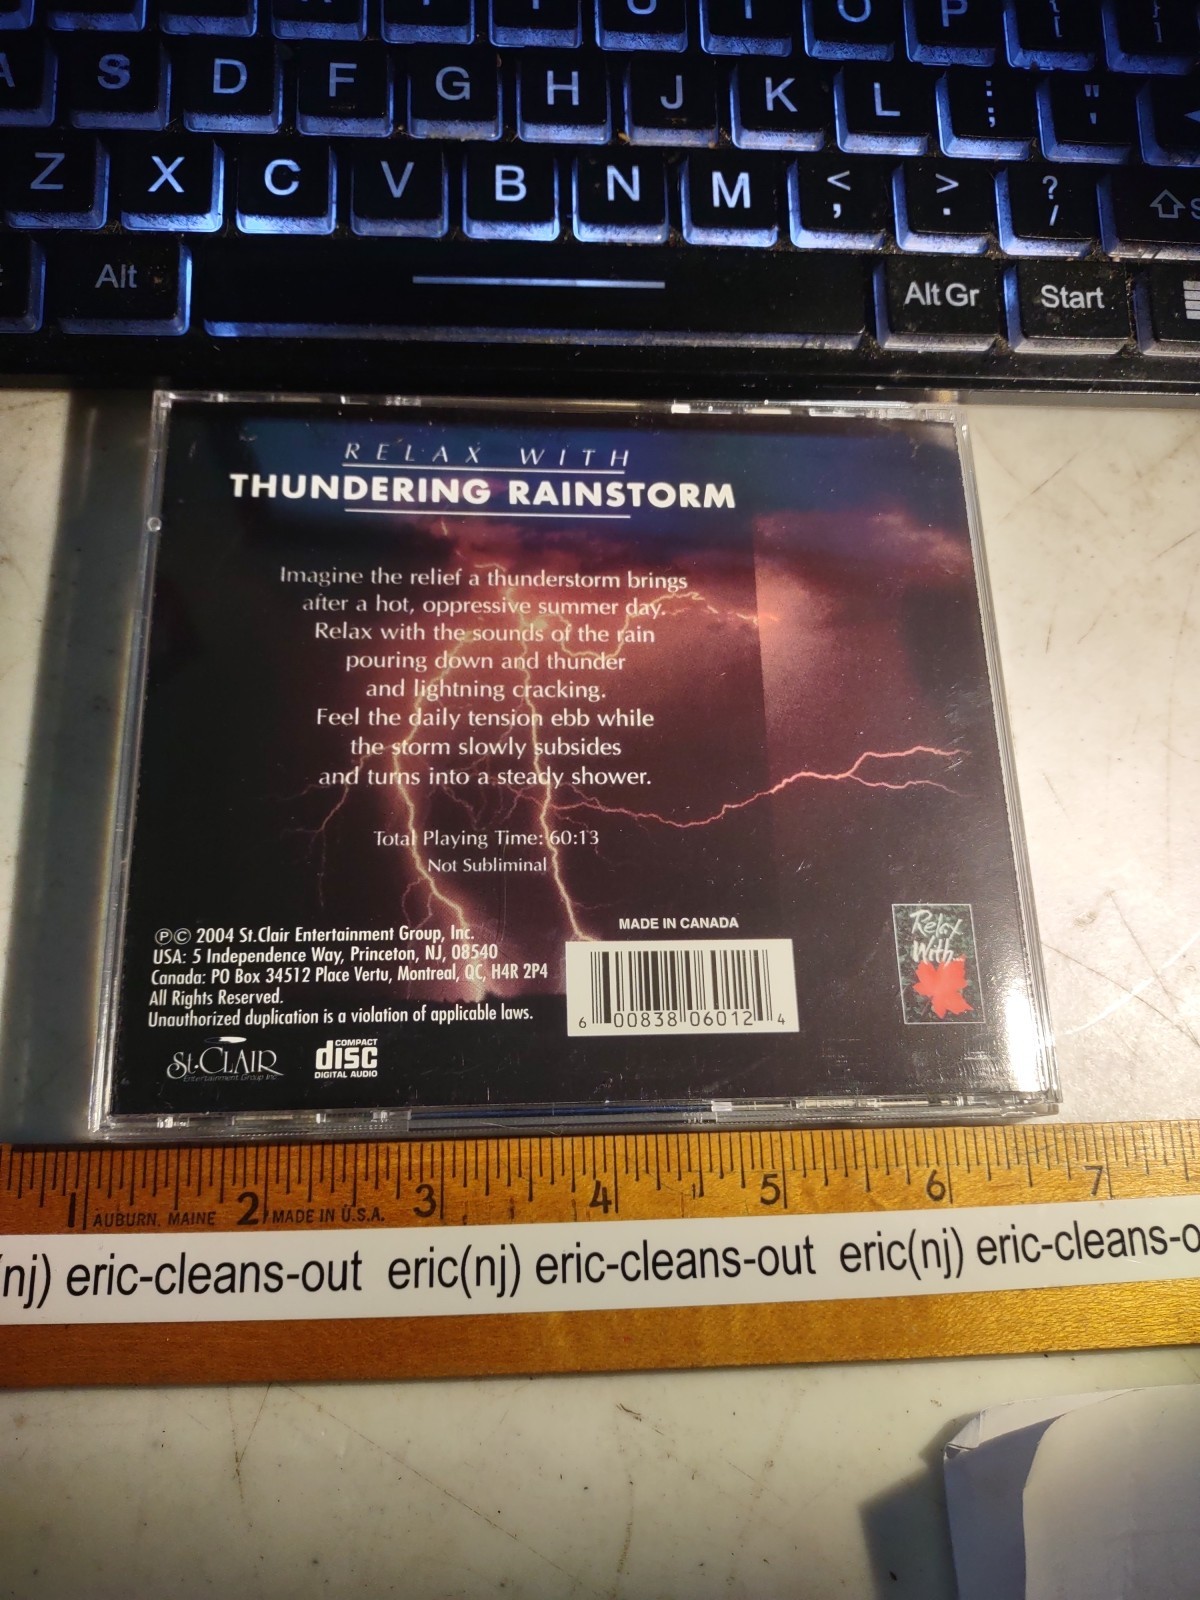 U I O P { [ } ]
A S D F G H J K L : ; " '
Z X C V B N M < , > . ? /
Alt Alt Gr Start
RELAX WITH
THUNDERING RAINSTORM
Imagine the relief a thunderstorm brings
after a hot, oppressive summer day.
Relax with the sounds of the rain
pouring down and thunder
and lightning cracking.
Feel the daily tension ebb while
the storm slowly subsides
and turns into a steady shower.
Total Playing Time: 60:13
Not Subliminal
℗© 2004 St.Clair Entertainment Group, Inc.
USA: 5 Independence Way, Princeton, NJ, 08540
Canada: PO Box 34512 Place Vertu, Montreal, QC, H4R 2P4
All Rights Reserved.
Unauthorized duplication is a violation of applicable laws.
MADE IN CANADA
6 00838 06012 4
Relax
With...
St.CLAIR
Entertainment Group Inc.
COMPACT
disc
DIGITAL AUDIO
1 2 3 4 5 6 7
AUBURN, MAINE MADE IN U.S.A.
(nj) eric-cleans-out eric(nj) eric-cleans-out eric(nj) eric-cleans-o